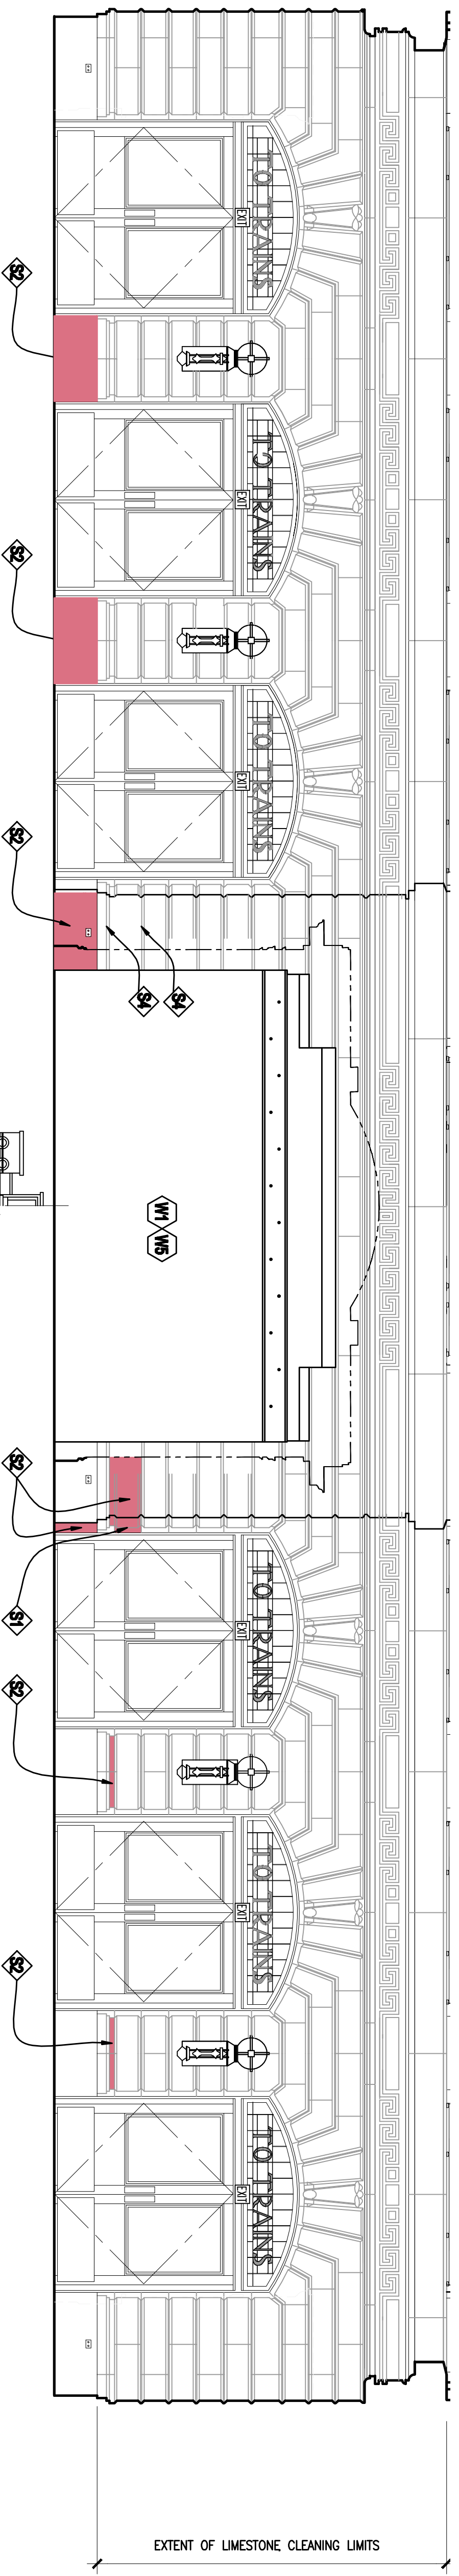 TO TRAINS
EXIT
S2
TO TRAINS
EXIT
S2
TO TRAINS
EXIT
S2
S4
S4
W1 W5
S2
S1
TO TRAINS
EXIT
S2
TO TRAINS
EXIT
S2
TO TRAINS
EXIT
EXTENT OF LIMESTONE CLEANING LIMITS